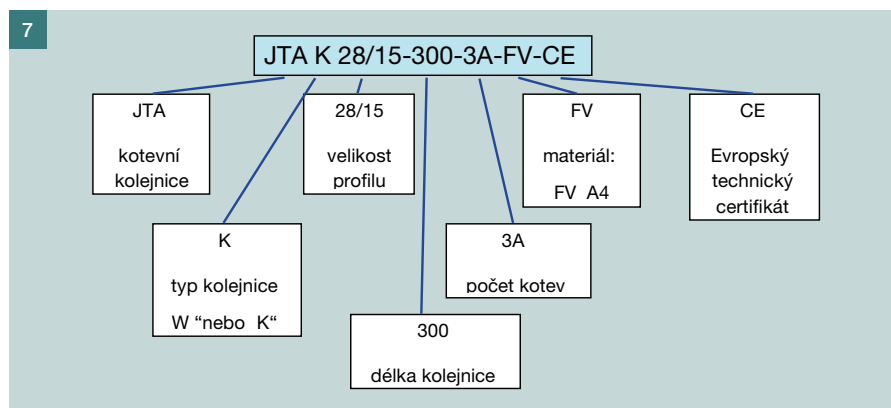 7
JTA K 28/15-300-3A-FV-CE
JTA
kotevní
kolejnice
28/15
velikost
profilu
FV
materiál:
FV A4
CE
Evropský
technický
certifikát
K
typ kolejnice
W “nebo K“
3A
počet kotev
300
délka kolejnice